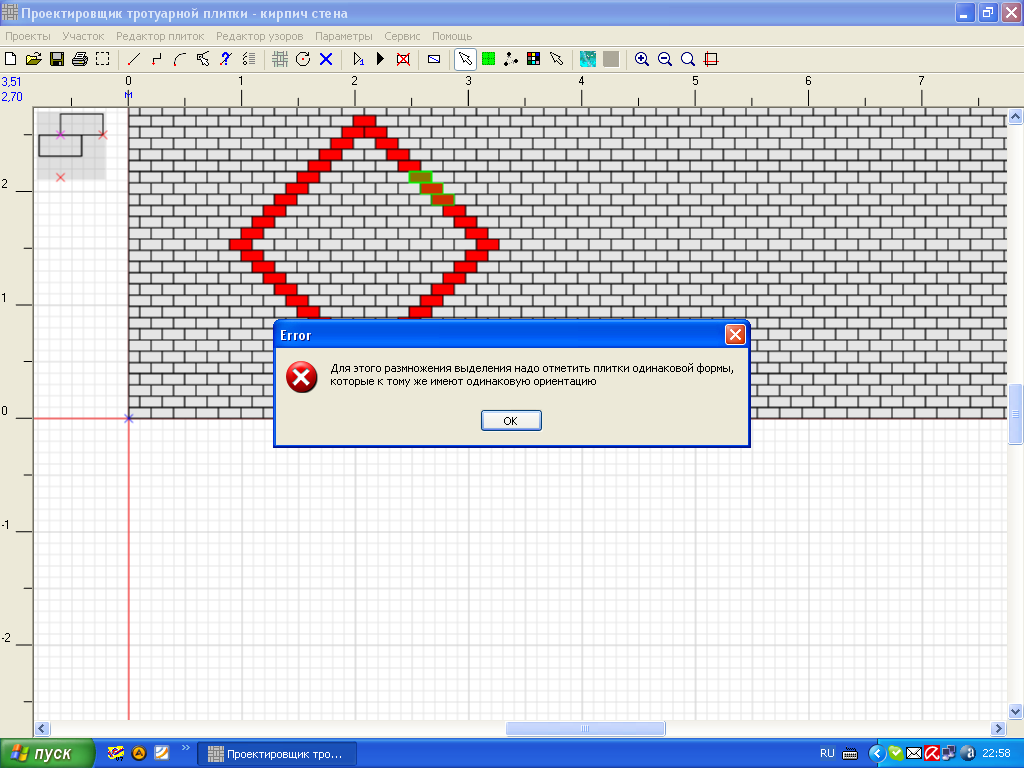 Проектировщик тротуарной плитки - кирпич стена
Проекты Участок Редактор плиток Редактор узоров Параметры Сервис Помощь
3,51
2,70
0 1 2 3 4 5 6 7
м
2
1
0
-1
-2
Error
Для этого размножения выделения надо отметить плитки одинаковой формы,
которые к тому же имеют одинаковую ориентацию
OK
пуск
Проектировщик тро...
RU
22:58